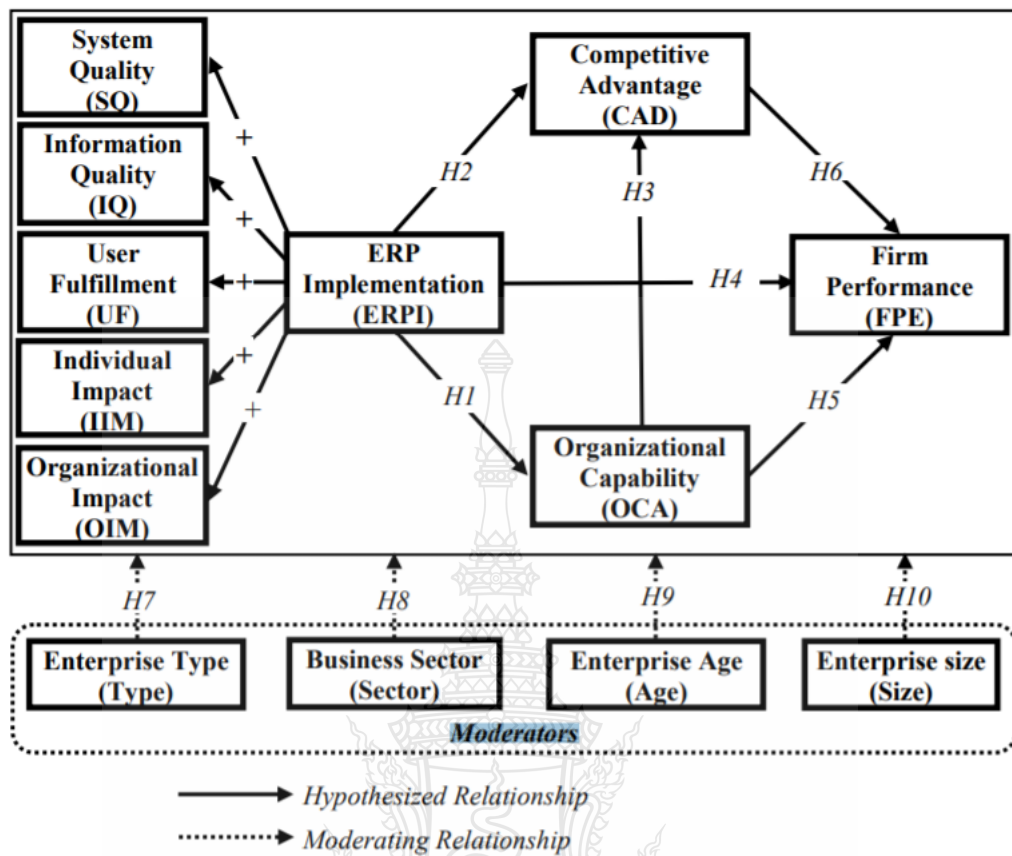 System
Quality
(SQ)
Information
Quality
(IQ)
User
Fulfillment
(UF)
Individual
Impact
(IIM)
Organizational
Impact
(OIM)
+
+
+
+
+
ERP
Implementation
(ERPI)
H2
H1
Competitive
Advantage
(CAD)
H3
Organizational
Capability
(OCA)
H6
H4
H5
Firm
Performance
(FPE)
H7
H8
H9
H10
Enterprise Type
(Type)
Business Sector
(Sector)
Enterprise Age
(Age)
Enterprise size
(Size)
Moderators
Hypothesized Relationship
Moderating Relationship